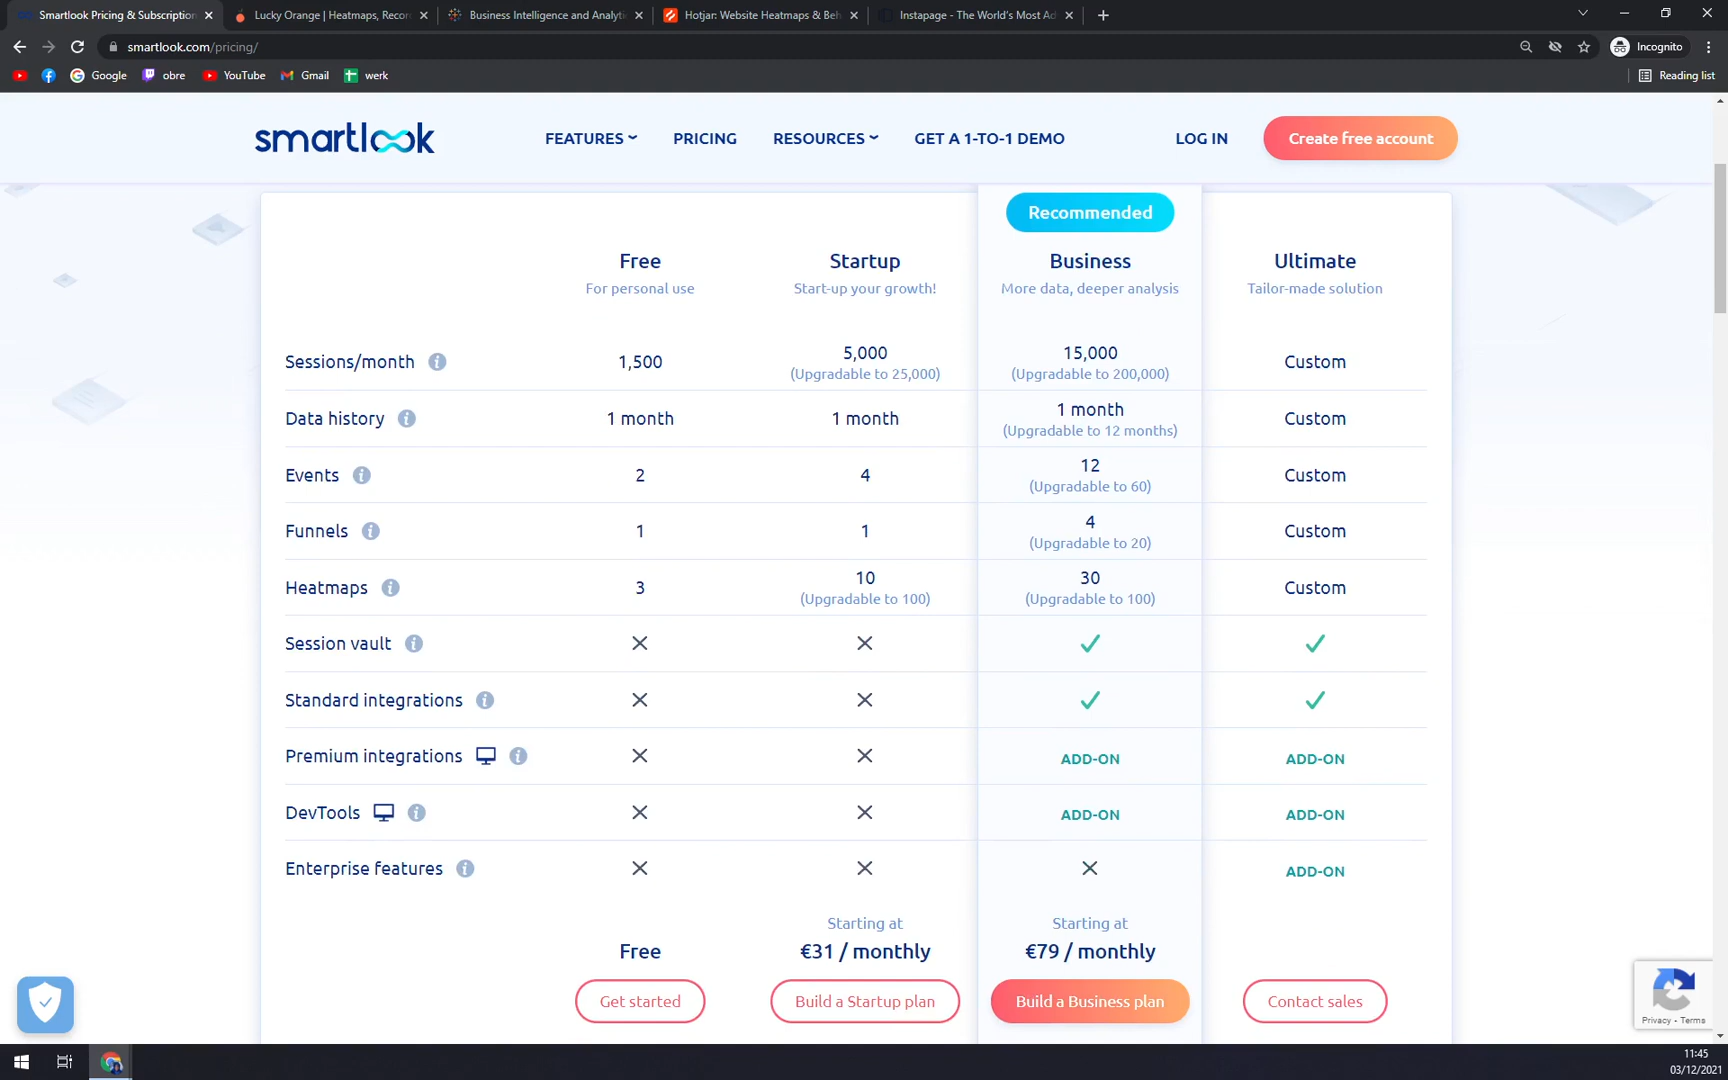 Smartlook Pricing & Subscription
Lucky Orange | Heatmaps, Recor
Business Intelligence and Analyti
Hotjar: Website Heatmaps & Beh
Instapage - The World's Most Ad
smartlook.com/pricing/
Incognito
Google
obre
YouTube
Gmail
werk
Reading list
smartlook
FEATURES
PRICING
RESOURCES
GET A 1-TO-1 DEMO
LOG IN
Create free account
Recommended
Free
Startup
Business
Ultimate
For personal use
Start-up your growth!
More data, deeper analysis
Tailor-made solution
Sessions/month
1,500
5,000
(Upgradable to 25,000)
15,000
(Upgradable to 200,000)
Custom
Data history
1 month
1 month
1 month
(Upgradable to 12 months)
Custom
Events
2
4
12
(Upgradable to 60)
Custom
Funnels
1
1
4
(Upgradable to 20)
Custom
Heatmaps
3
10
(Upgradable to 100)
30
(Upgradable to 100)
Custom
Session vault
Standard integrations
Premium integrations
ADD-ON
ADD-ON
DevTools
ADD-ON
ADD-ON
Enterprise features
ADD-ON
Free
Starting at
€31 / monthly
Starting at
€79 / monthly
Get started
Build a Startup plan
Build a Business plan
Contact sales
Privacy - Terms
11:45
03/12/2021